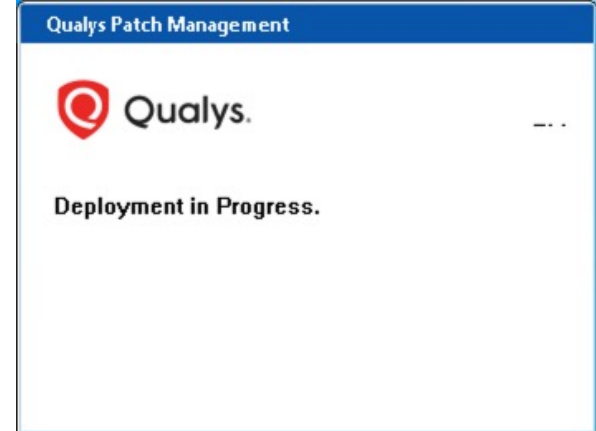 Qualys Patch Management
Qualys.
Deployment in Progress.